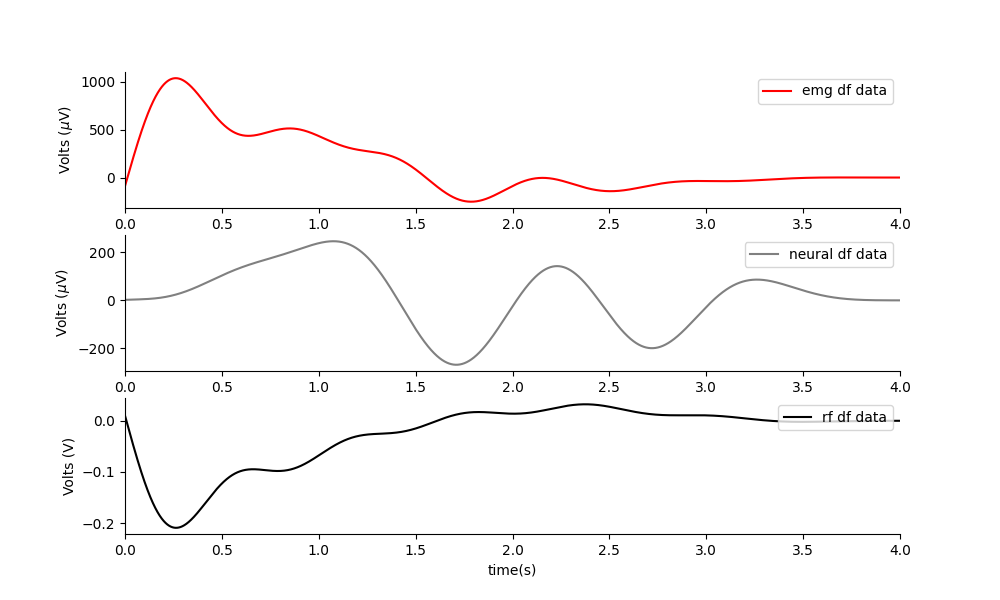 emg df data
Volts (μV)
1000
500
0
0.0 0.5 1.0 1.5 2.0 2.5 3.0 3.5 4.0
neural df data
Volts (μV)
200
0
−200
0.0 0.5 1.0 1.5 2.0 2.5 3.0 3.5 4.0
rf df data
Volts (V)
0.0
−0.1
−0.2
0.0 0.5 1.0 1.5 2.0 2.5 3.0 3.5 4.0
time(s)